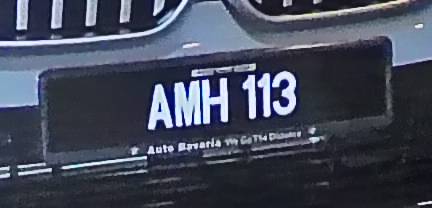 AMH 113
Auto Bavaria We Go The Distance